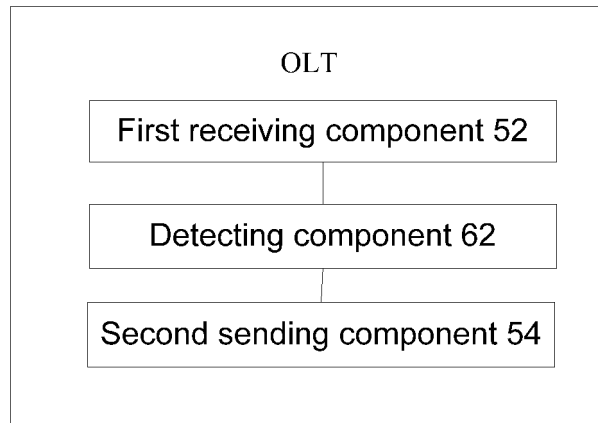 OLT
First receiving component 52
Detecting component 62
Second sending component 54